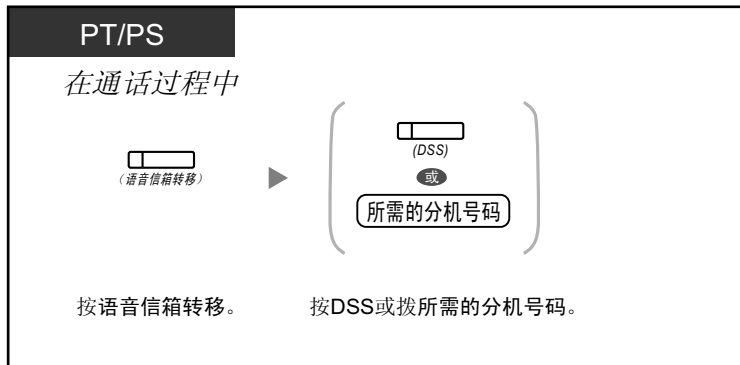 PT/PS
在通话过程中
(DSS)
（语音信箱转移）
或
所需的分机号码
按语音信箱转移。 按DSS或拨所需的分机号码。